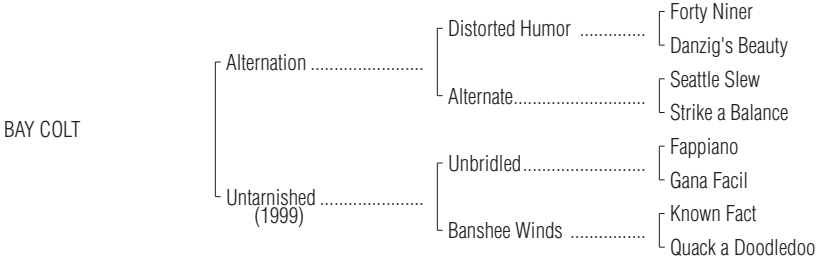 Forty Niner
Distorted Humor ..............
Danzig's Beauty
Alternation ........................
Seattle Slew
Alternate............................
Strike a Balance
BAY COLT
Fappiano
Unbridled..........................
Gana Facil
Untarnished ......................
(1999)
Known Fact
Banshee Winds ................
Quack a Doodledoo